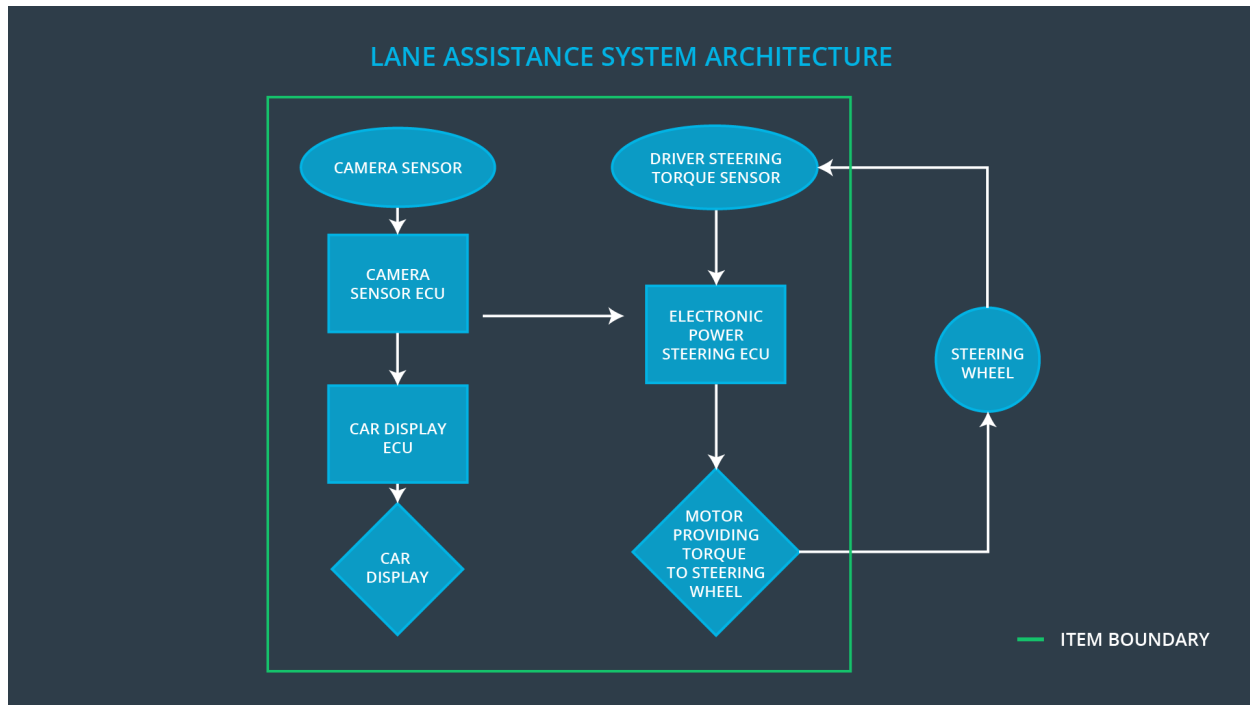 LANE ASSISTANCE SYSTEM ARCHITECTURE
CAMERA SENSOR
DRIVER STEERING
TORQUE SENSOR
CAMERA
SENSOR ECU
ELECTRONIC
POWER
STEERING ECU
STEERING
WHEEL
CAR DISPLAY
ECU
CAR
DISPLAY
MOTOR
PROVIDING
TORQUE
TO STEERING
WHEEL
ITEM BOUNDARY